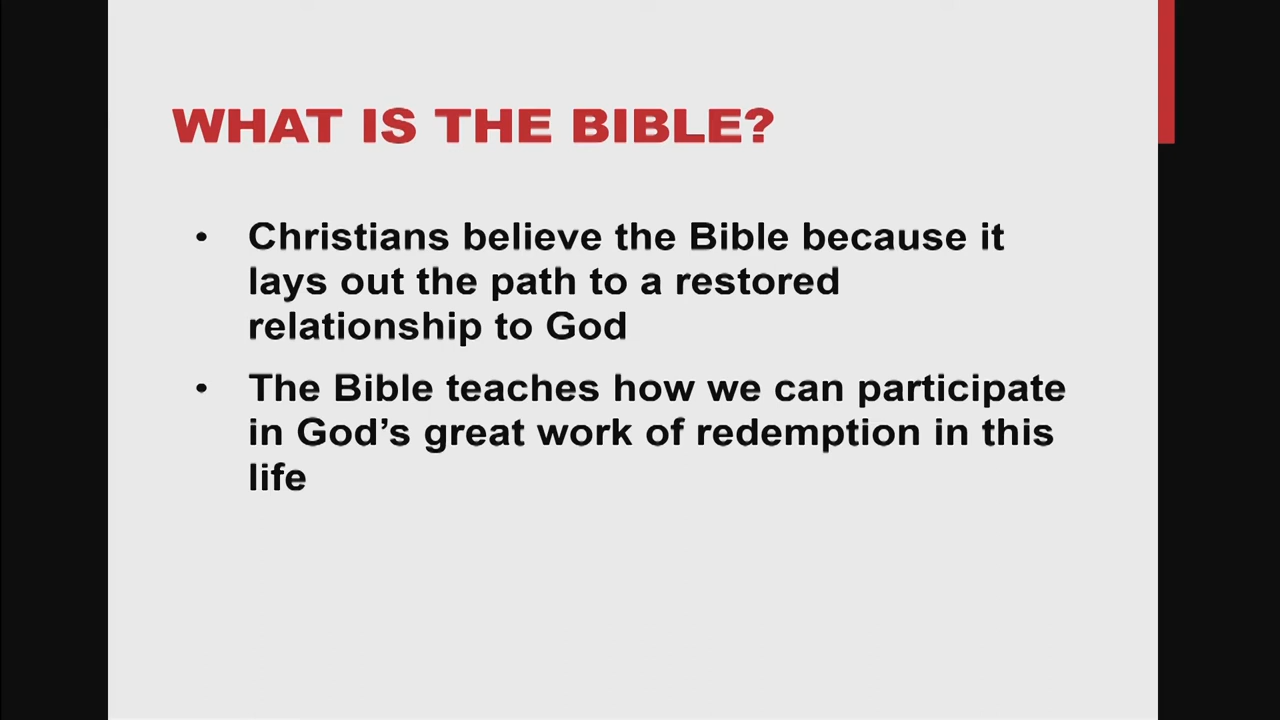 WHAT IS THE BIBLE?
• Christians believe the Bible because it
lays out the path to a restored
relationship to God
• The Bible teaches how we can participate
in God’s great work of redemption in this
life